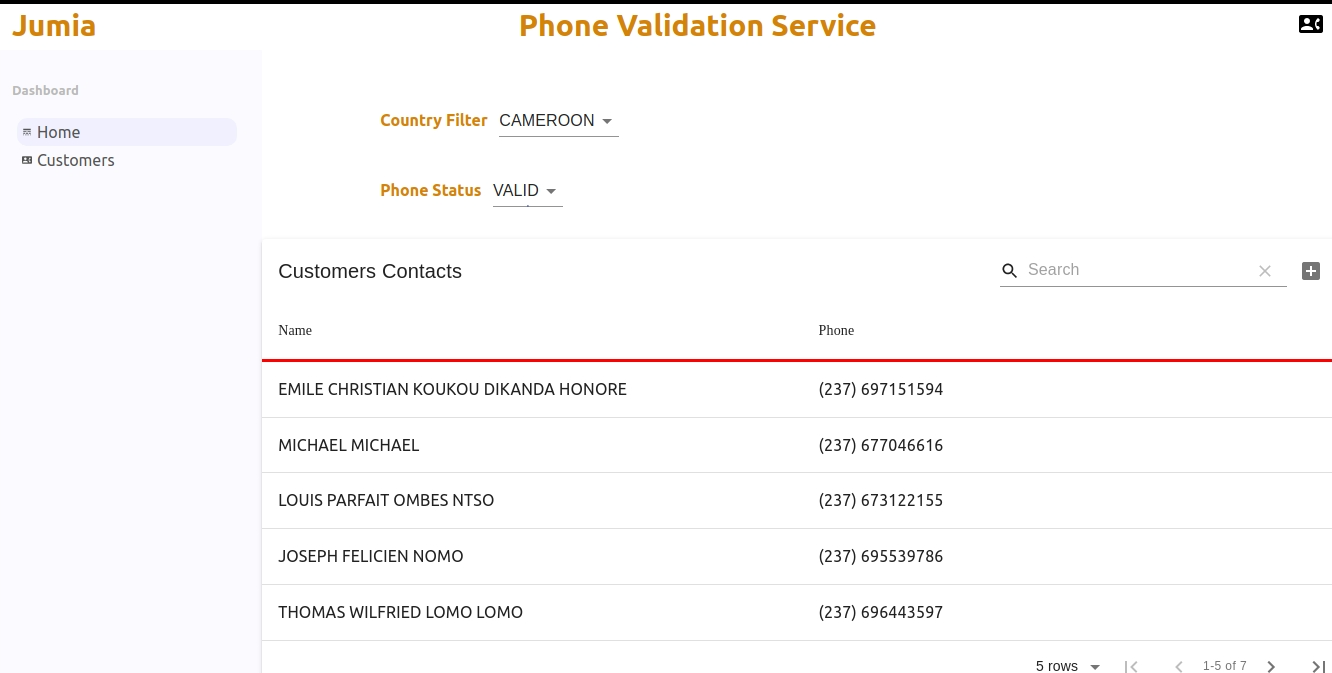 Jumia Phone Validation Service
Dashboard
Home
Customers
Country Filter CAMEROON
Phone Status VALID
Customers Contacts Search
Name Phone
EMILE CHRISTIAN KOUKOU DIKANDA HONORE (237) 697151594
MICHAEL MICHAEL (237) 677046616
LOUIS PARFAIT OMBES NTSO (237) 673122155
JOSEPH FELICIEN NOMO (237) 695539786
THOMAS WILFRIED LOMO LOMO (237) 696443597
5 rows 1-5 of 7